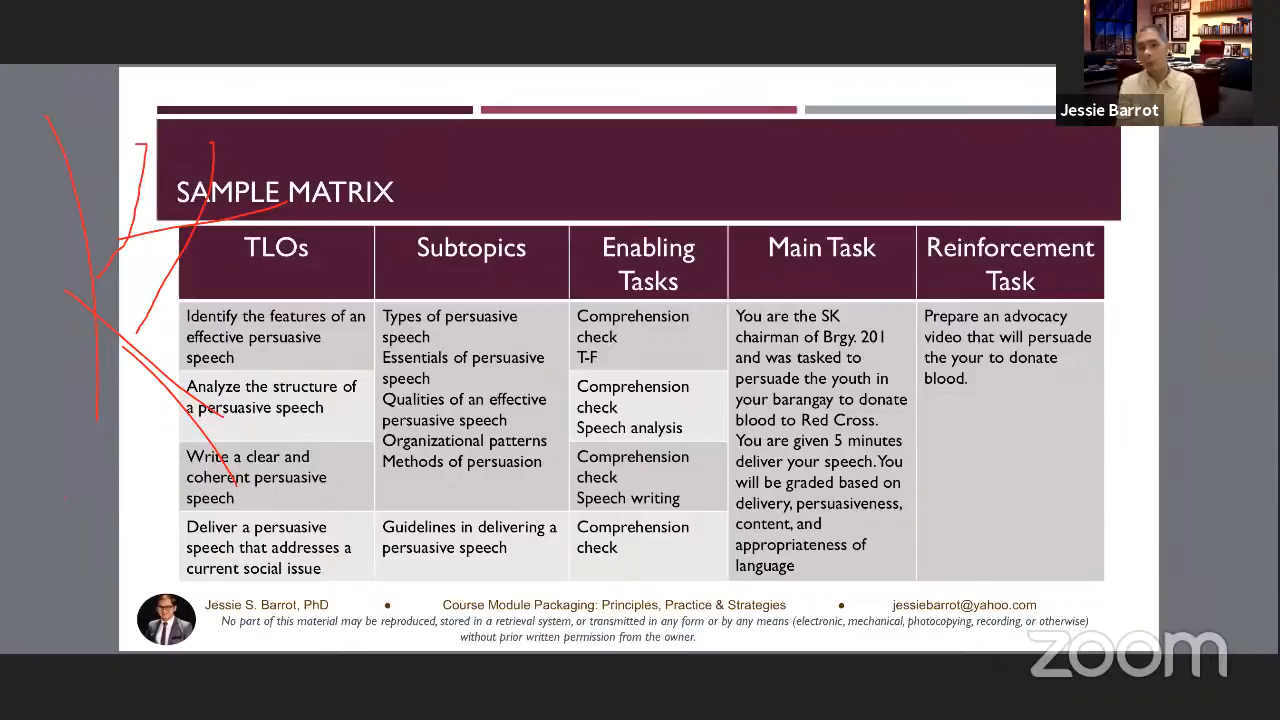 Jessie Barrot
SAMPLE MATRIX
TLOs
Subtopics
Enabling
Tasks
Main Task
Reinforcement
Task
Identify the features of an
effective persuasive
speech
Types of persuasive
speech
Essentials of persuasive
speech
Qualities of an effective
persuasive speech
Organizational patterns
Methods of persuasion
Comprehension
check
T-F
You are the SK
chairman of Brgy. 201
and was tasked to
persuade the youth in
your barangay to donate
blood to Red Cross.
You are given 5 minutes
deliver your speech. You
will be graded based on
delivery, persuasiveness,
content, and
appropriateness of
language
Prepare an advocacy
video that will persuade
the your to donate
blood.
Analyze the structure of
a persuasive speech
Comprehension
check
Speech analysis
Write a clear and
coherent persuasive
speech
Comprehension
check
Speech writing
Deliver a persuasive
speech that addresses a
current social issue
Guidelines in delivering a
persuasive speech
Comprehension
check
Jessie S. Barrot, PhD ● Course Module Packaging: Principles, Practice & Strategies ● jessiebarrot@yahoo.com
No part of this material may be reproduced, stored in a retrieval system, or transmitted in any form or by any means (electronic, mechanical, photocopying, recording, or otherwise)
without prior written permission from the owner.
zoom